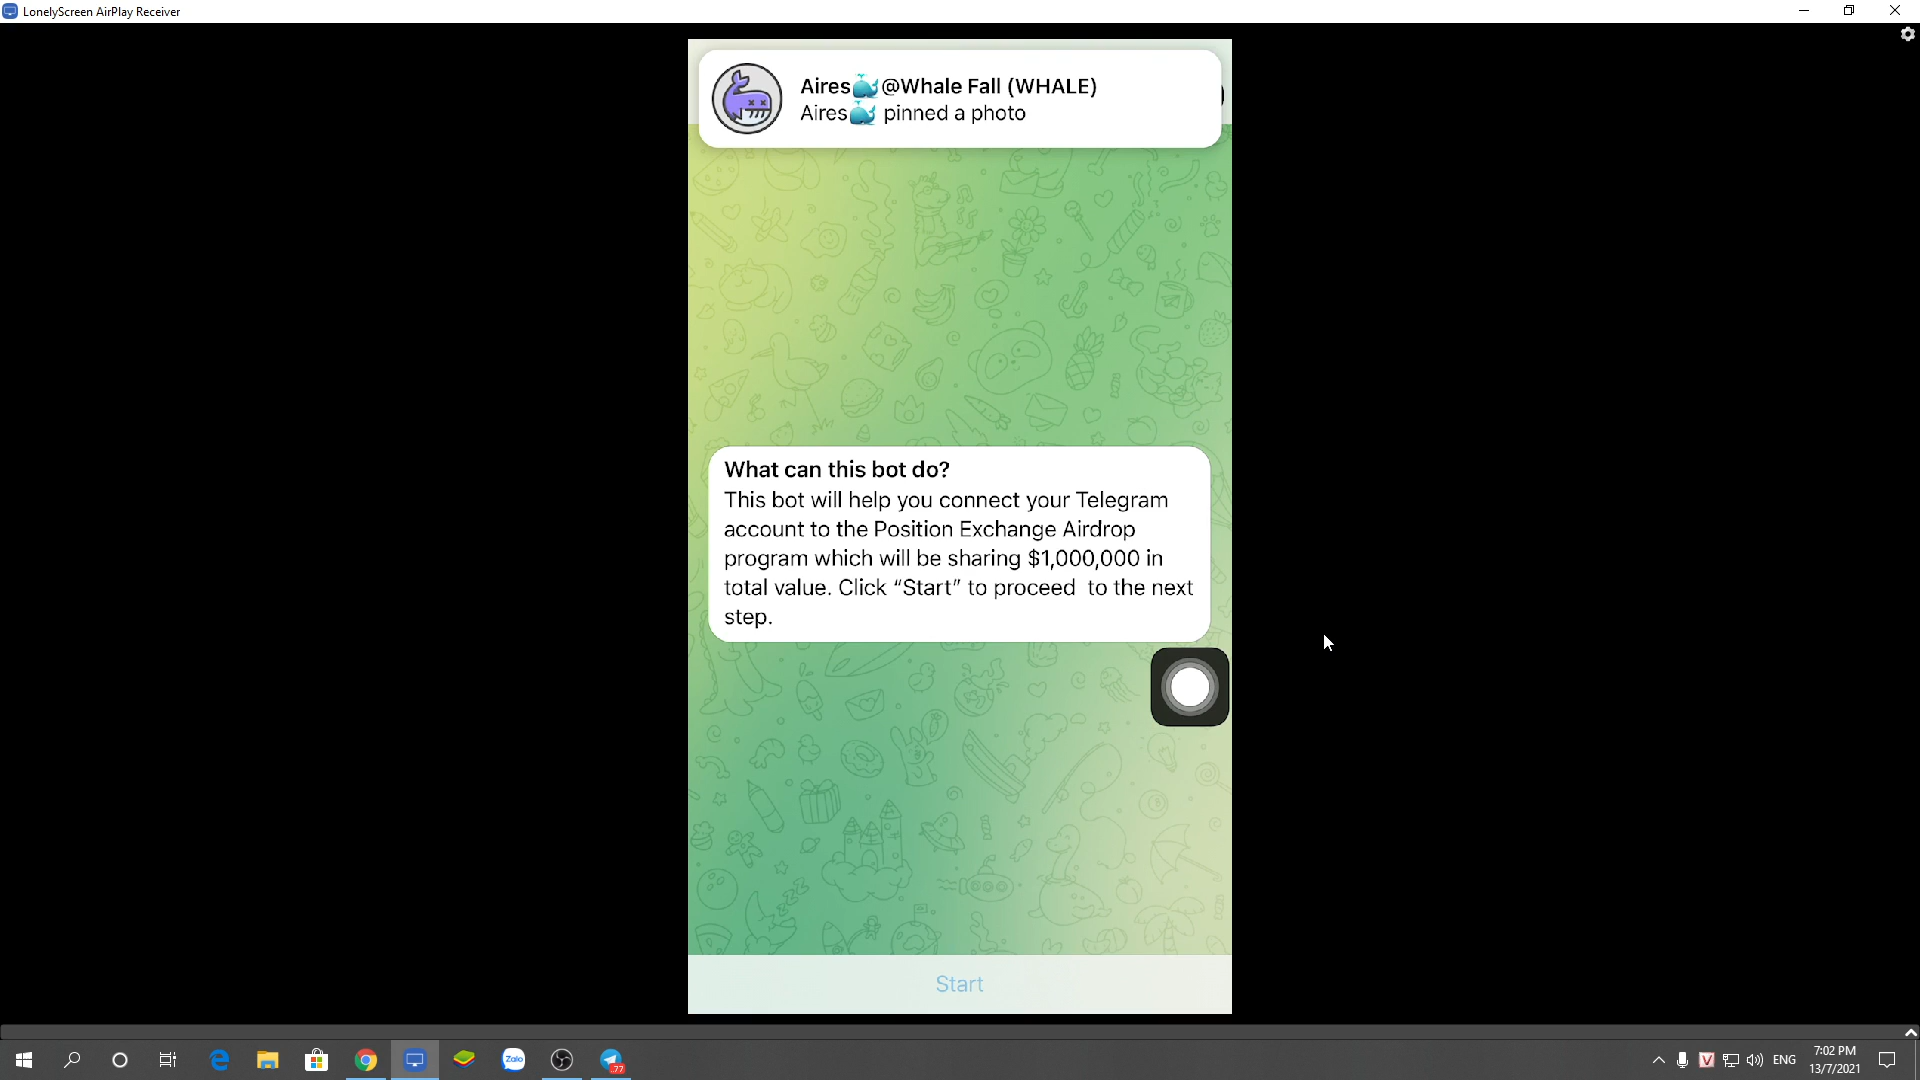 LonelyScreen AirPlay Receiver
Aires🐳@Whale Fall (WHALE)
Aires🐳 pinned a photo
What can this bot do?
This bot will help you connect your Telegram
account to the Position Exchange Airdrop
program which will be sharing $1,000,000 in
total value. Click “Start” to proceed  to the next
step.
Start
Zalo
77
V
ENG
7:02 PM
13/7/2021